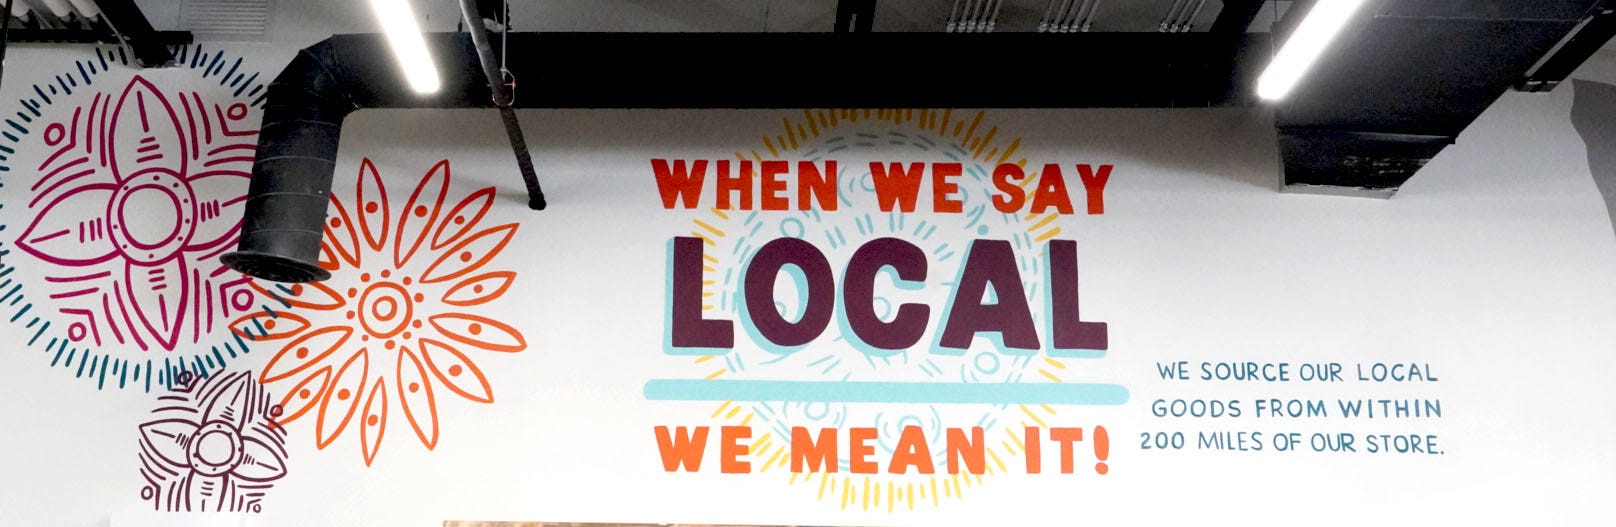 WHEN WE SAY
LOCAL
WE MEAN IT!
WE SOURCE OUR LOCAL
GOODS FROM WITHIN
200 MILES OF OUR STORE.